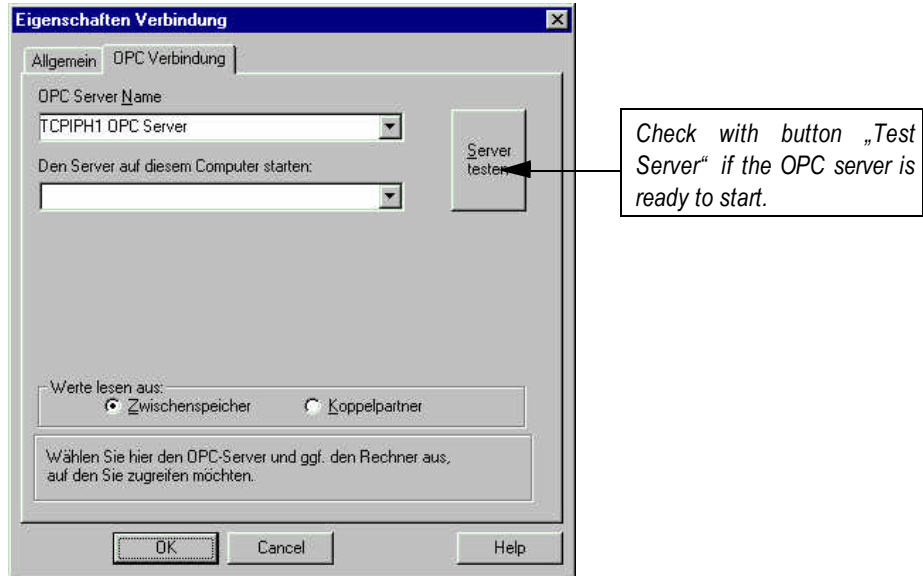 Eigenschaften Verbindung
Allgemein
OPC Verbindung
OPC Server Name
TCPIPH1 OPC Server
Den Server auf diesem Computer starten:
Server
testen
Check with button „Test
Server“ if the OPC server is
ready to start.
Werte lesen aus:
Zwischenspeicher
Koppelpartner
Wählen Sie hier den OPC-Server und ggf. den Rechner aus,
auf den Sie zugreifen möchten.
OK
Cancel
Help